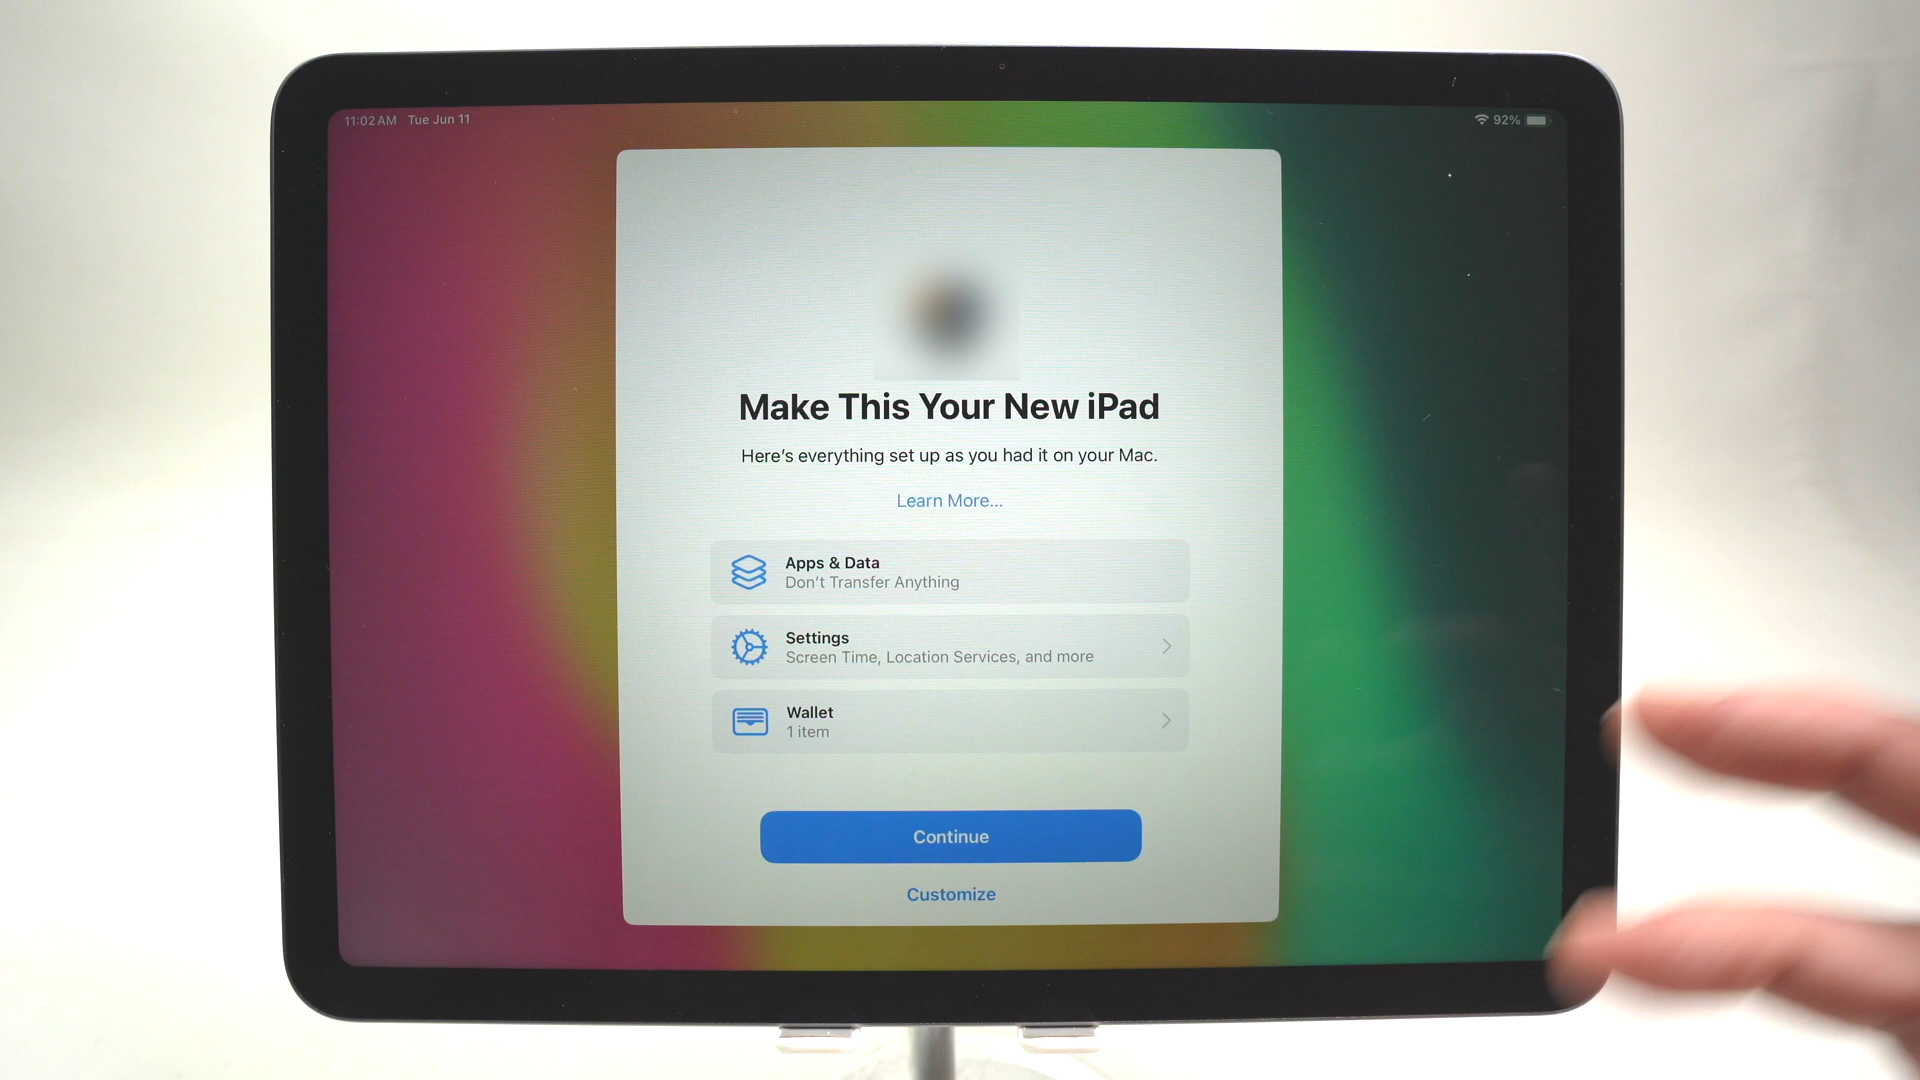 11:02 AM Tue Jun 11
92%
Make This Your New iPad
Here's everything set up as you had it on your Mac.
Learn More...
Apps & Data
Don't Transfer Anything
Settings
Screen Time, Location Services, and more
Wallet
1 item
Continue
Customize